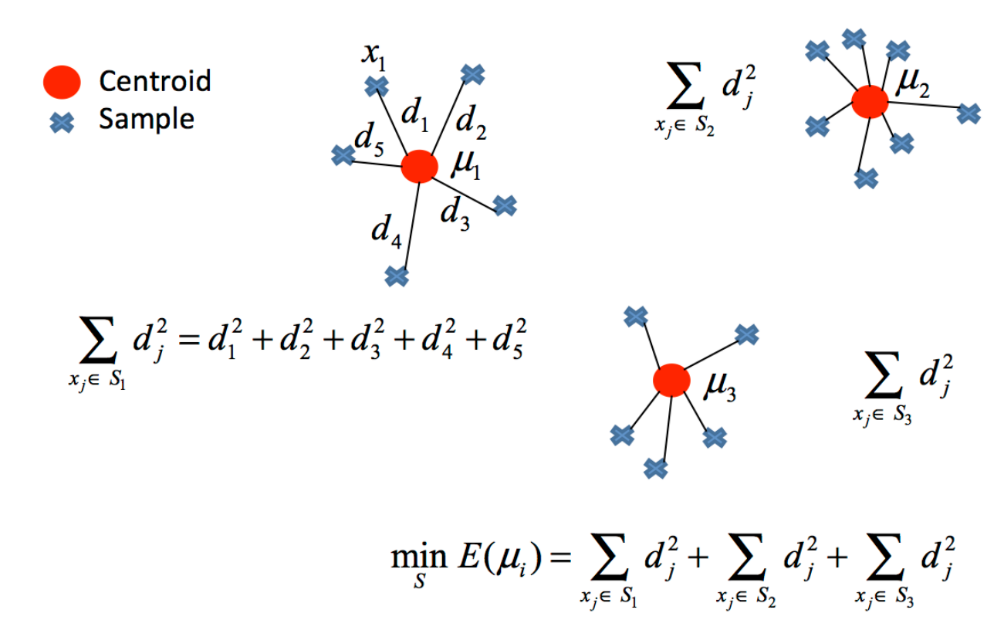 Centroid
Sample
x₁
d₁
d₂
d₅
μ₁
d₃
d₄
∑ dⱼ²
xⱼ∈ S₂
μ₂
∑ dⱼ² = d₁² + d₂² + d₃² + d₄² + d₅²
xⱼ∈ S₁
μ₃
∑ dⱼ²
xⱼ∈ S₃
min E(μᵢ) = ∑ dⱼ² + ∑ dⱼ² + ∑ dⱼ²
S xⱼ∈ S₁ xⱼ∈ S₂ xⱼ∈ S₃